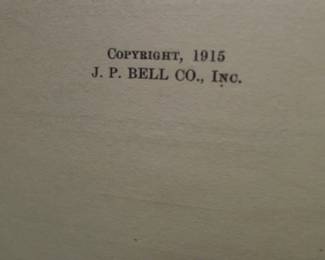 Copyright, 1915
J. P. BELL CO., Inc.